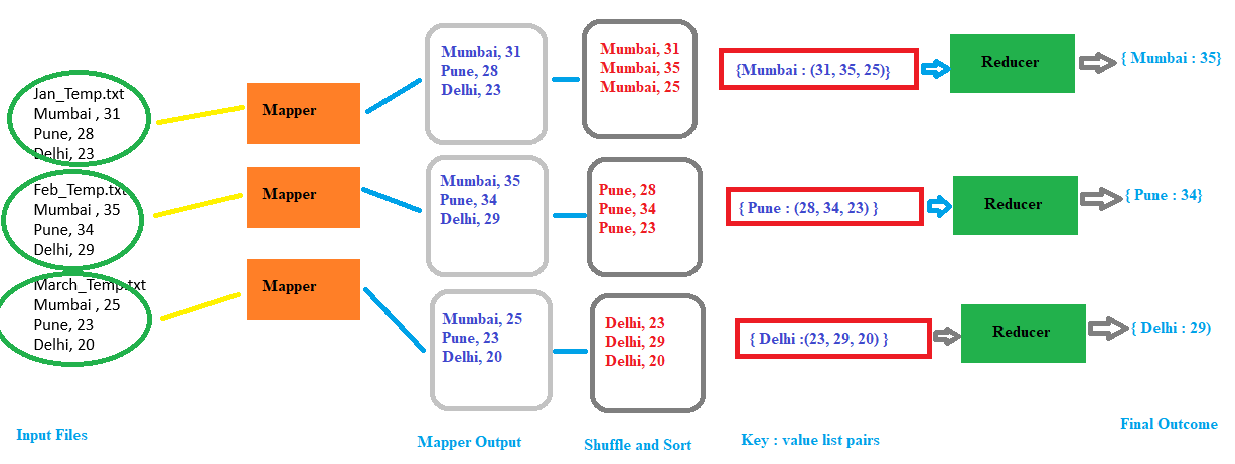 Jan_Temp.txt
Mumbai , 31
Pune, 28
Delhi, 23
Feb_Temp.txt
Mumbai , 35
Pune, 34
Delhi, 29
March_Temp.txt
Mumbai , 25
Pune, 23
Delhi, 20
Input Files
Mapper
Mapper
Mapper
Mumbai, 31
Pune, 28
Delhi, 23
Mumbai, 35
Pune, 34
Delhi, 29
Mumbai, 25
Pune, 23
Delhi, 20
Mapper Output
Mumbai, 31
Mumbai, 35
Mumbai, 25
Pune, 28
Pune, 34
Pune, 23
Delhi, 23
Delhi, 29
Delhi, 20
Shuffle and Sort
{Mumbai : (31, 35, 25)}
{ Pune : (28, 34, 23) }
{ Delhi :(23, 29, 20) }
Key : value list pairs
Reducer
Reducer
Reducer
{ Mumbai : 35}
{ Pune : 34}
{ Delhi : 29)
Final Outcome